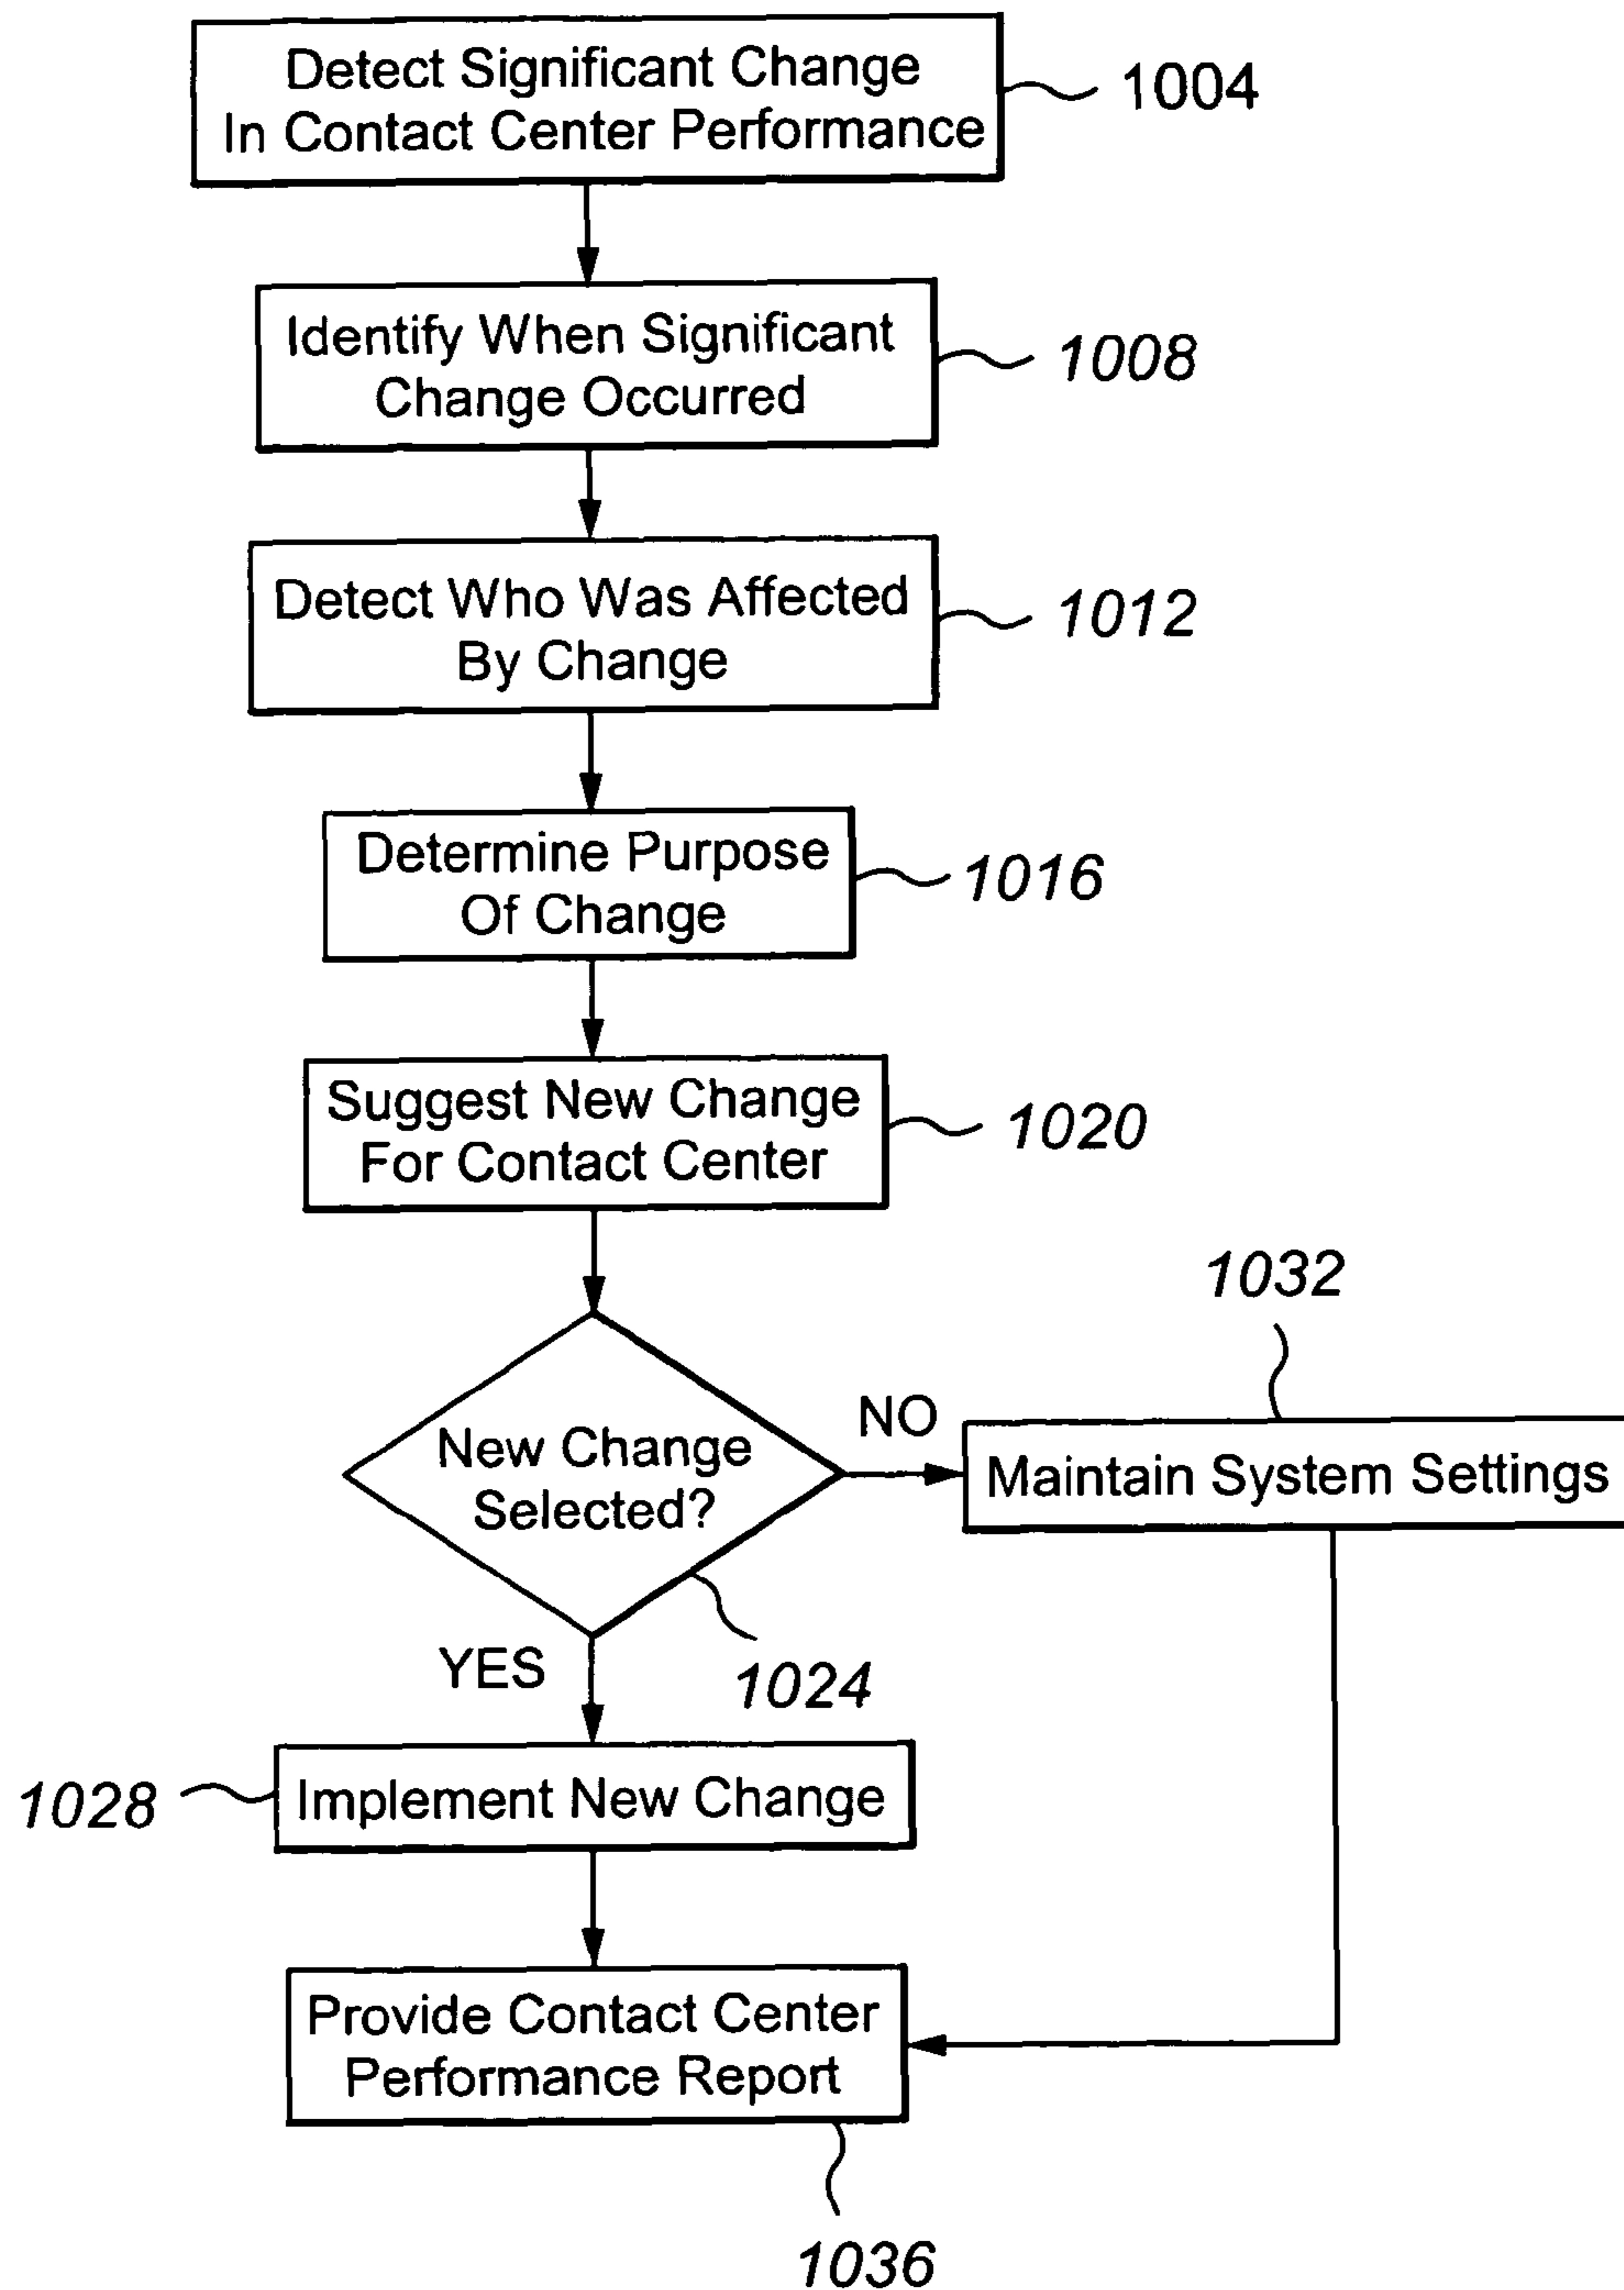 Detect Significant Change
In Contact Center Performance
1004
Identify When Significant
Change Occurred
1008
Detect Who Was Affected
By Change
1012
Determine Purpose
Of Change
1016
Suggest New Change
For Contact Center
1020
New Change
Selected?
1024
NO
1032
Maintain System Settings
YES
1028
Implement New Change
Provide Contact Center
Performance Report
1036